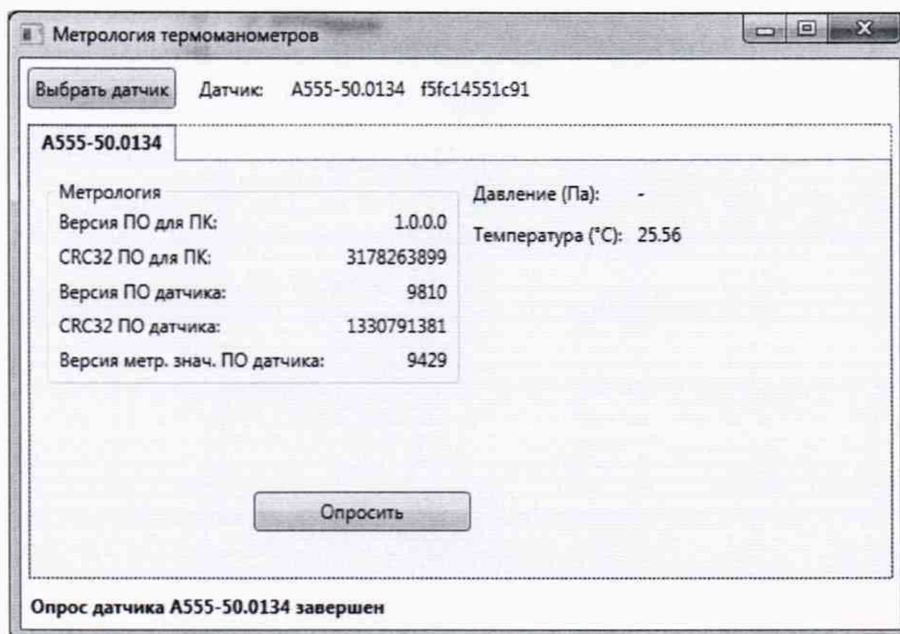 Метрология термоманометров
Выбрать датчик Датчик: A555-50.0134 f5fc14551c91
A555-50.0134
Метрология
Версия ПО для ПК: 1.0.0.0
CRC32 ПО для ПК: 3178263899
Версия ПО датчика: 9810
CRC32 ПО датчика: 1330791381
Версия метр. знач. ПО датчика: 9429
Давление (Па): -
Температура (°C): 25.56
Опросить
Опрос датчика A555-50.0134 завершен